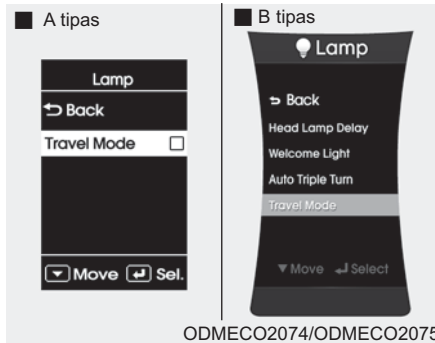 A tipas
Lamp
Back
Travel Mode
Move Sel.
B tipas
Lamp
Back
Head Lamp Delay
Welcome Light
Auto Triple Turn
Travel Mode
Move Select
ODMECO2074/ODMECO2075